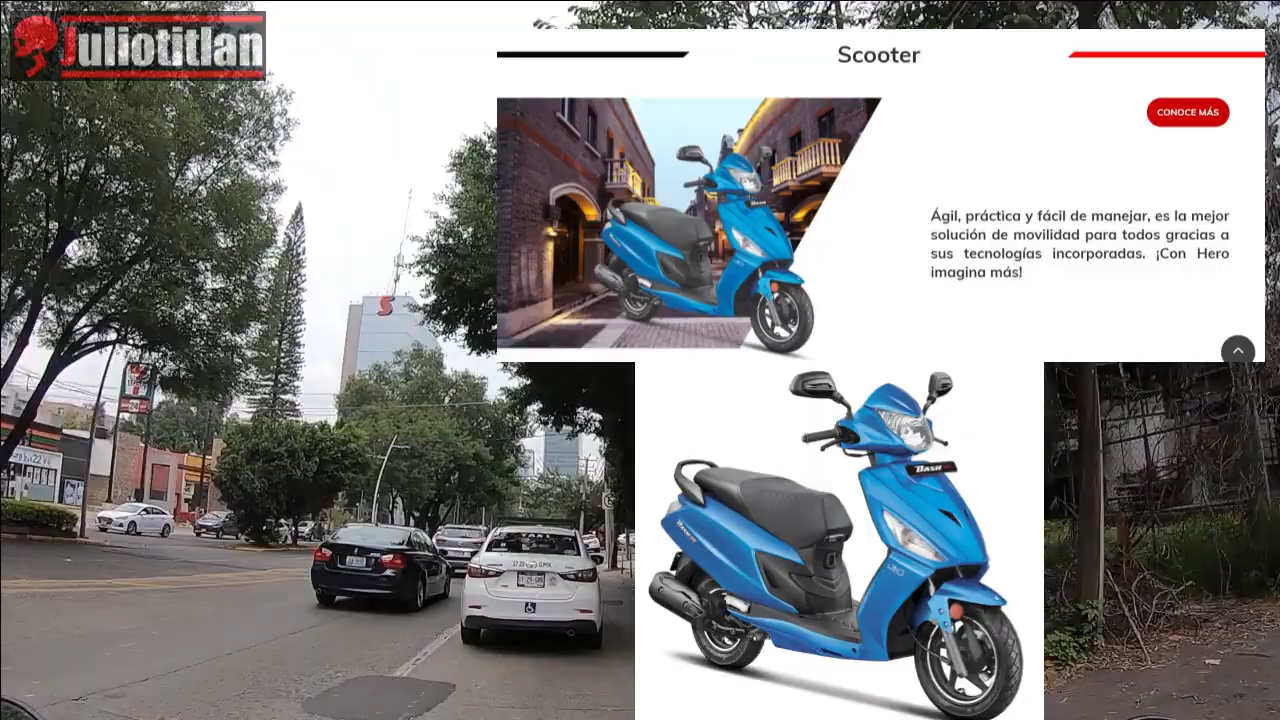 Juliotitlan
Scooter
CONOCE MÁS
Ágil, práctica y fácil de manejar, es la mejor
solución de movilidad para todos gracias a
sus tecnologías incorporadas. ¡Con Hero
imagina más!
DASH